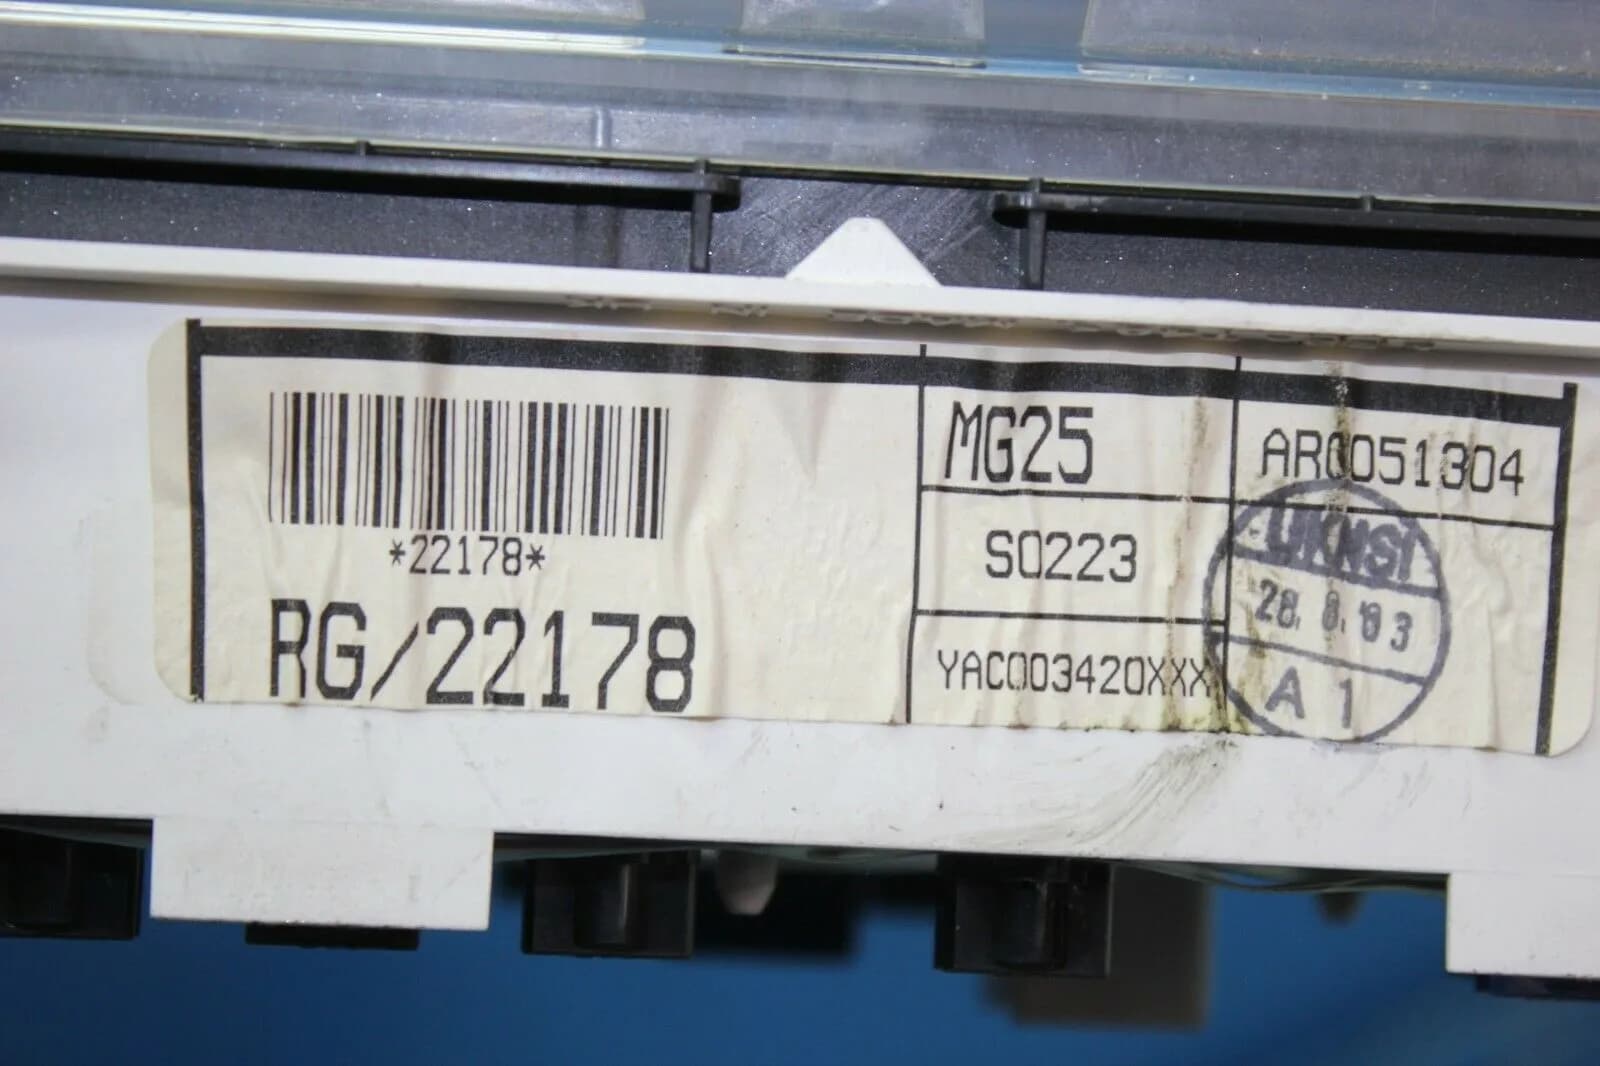 *22178*
RG/22178
MG25
S0223
YAC003420XXX
AR0051304
UKNSI
28. 8. '03
A 1